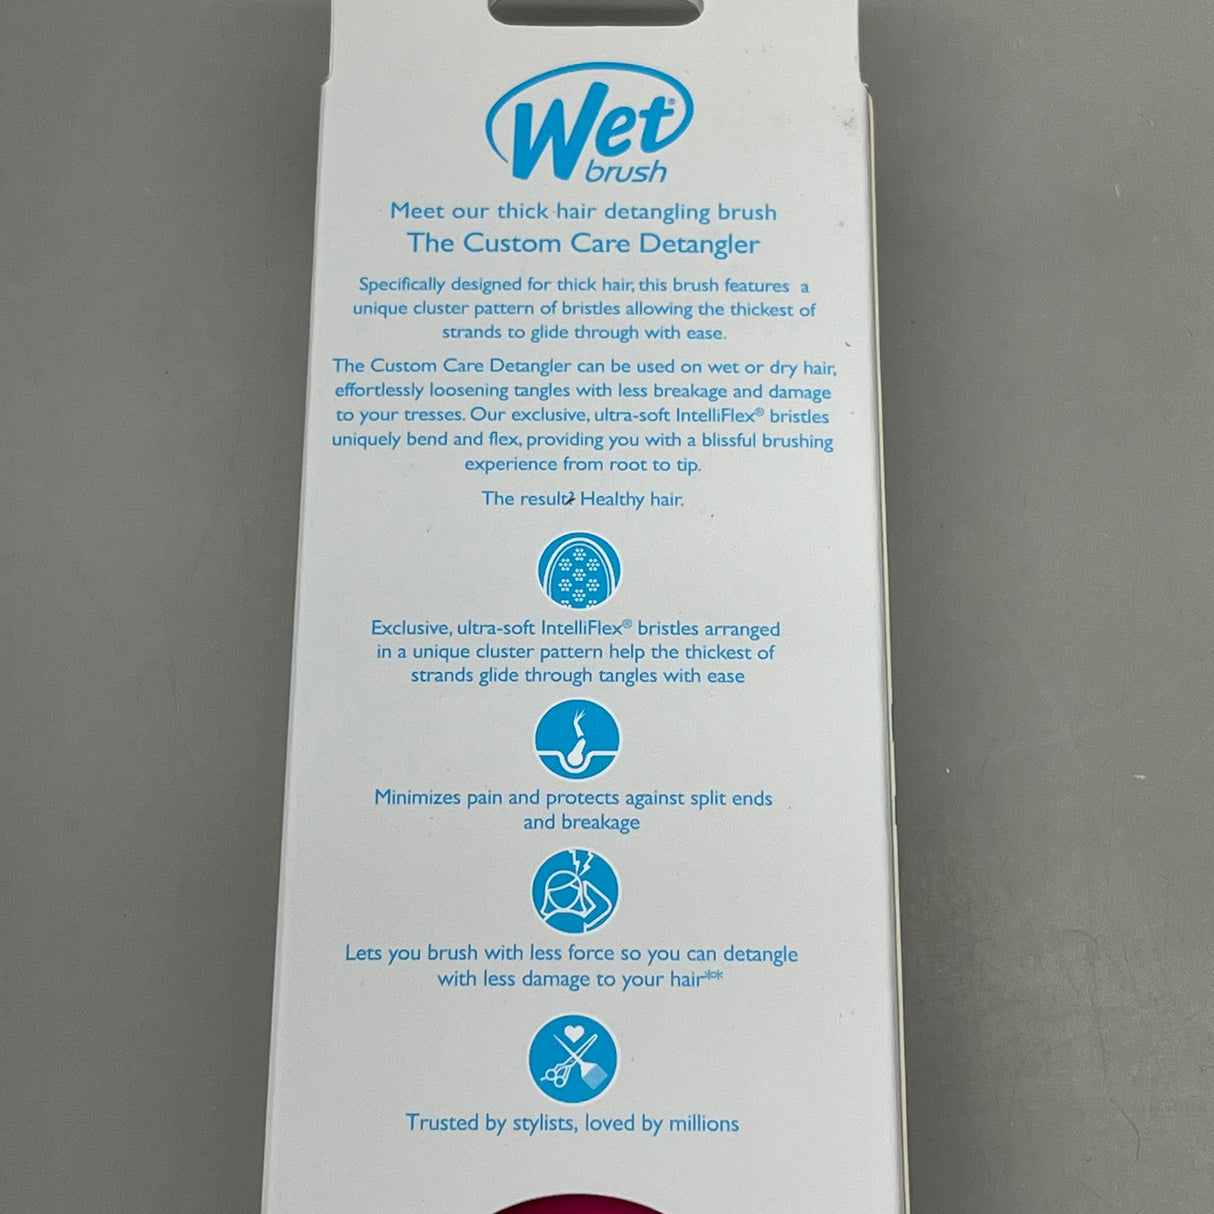 Wet®
brush
Meet our thick hair detangling brush
The Custom Care Detangler
Specifically designed for thick hair, this brush features a
unique cluster pattern of bristles allowing the thickest of
strands to glide through with ease.
The Custom Care Detangler can be used on wet or dry hair,
effortlessly loosening tangles with less breakage and damage
to your tresses. Our exclusive, ultra-soft IntelliFlex® bristles
uniquely bend and flex, providing you with a blissful brushing
experience from root to tip.
The result? Healthy hair.
Exclusive, ultra-soft IntelliFlex® bristles arranged
in a unique cluster pattern help the thickest of
strands glide through tangles with ease
Minimizes pain and protects against split ends
and breakage
Lets you brush with less force so you can detangle
with less damage to your hair***
Trusted by stylists, loved by millions